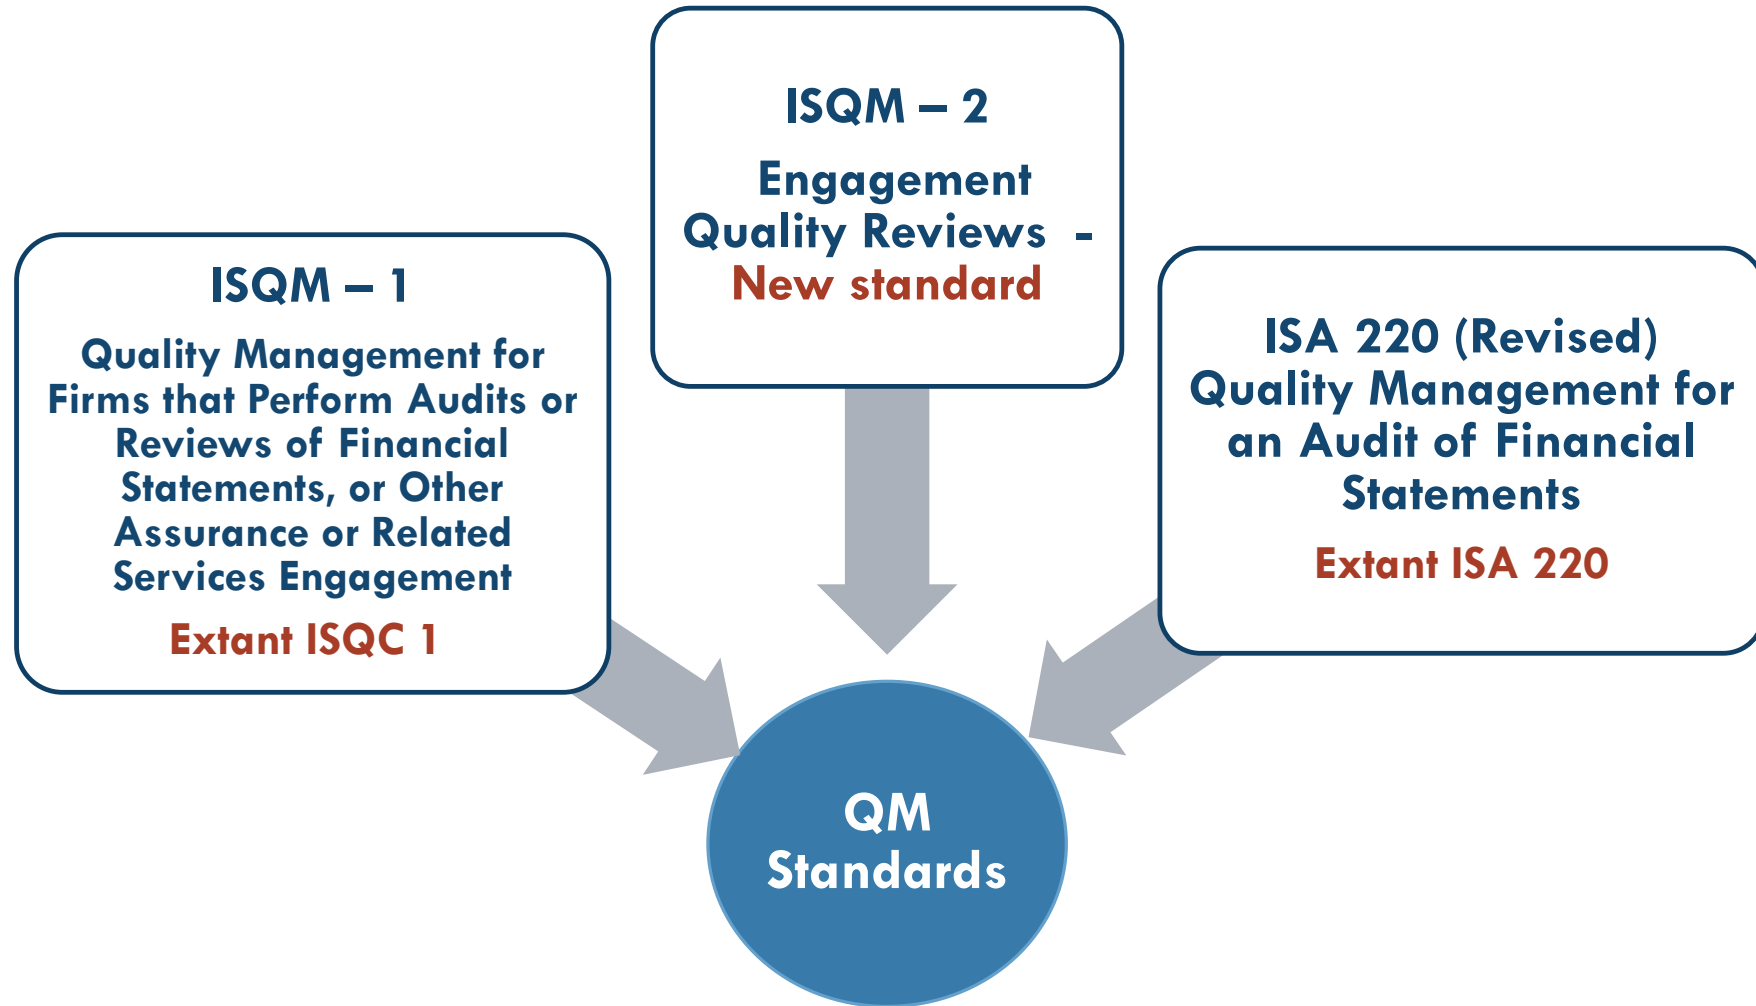 ISQM – 1
Quality Management for
Firms that Perform Audits or
Reviews of Financial
Statements, or Other
Assurance or Related
Services Engagement
Extant ISQC 1
ISQM – 2
Engagement
Quality Reviews -
New standard
ISA 220 (Revised)
Quality Management for
an Audit of Financial
Statements
Extant ISA 220
QM
Standards